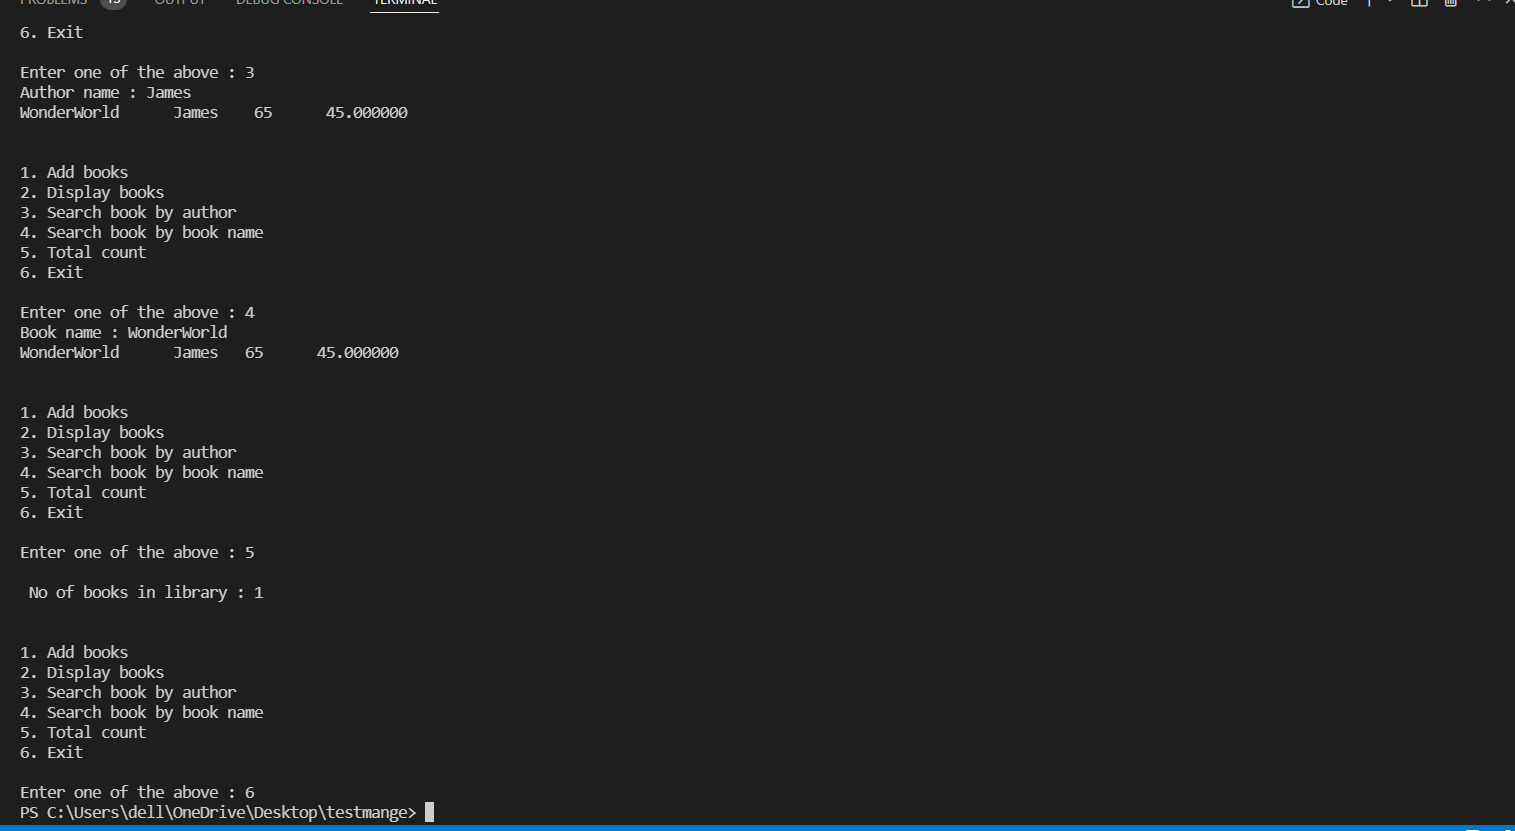 PROBLEMS 15 OUTPUT DEBUG CONSOLE TERMINAL Code
6. Exit
Enter one of the above : 3
Author name : James
WonderWorld James 65 45.000000
1. Add books
2. Display books
3. Search book by author
4. Search book by book name
5. Total count
6. Exit
Enter one of the above : 4
Book name : WonderWorld
WonderWorld James 65 45.000000
1. Add books
2. Display books
3. Search book by author
4. Search book by book name
5. Total count
6. Exit
Enter one of the above : 5
No of books in library : 1
1. Add books
2. Display books
3. Search book by author
4. Search book by book name
5. Total count
6. Exit
Enter one of the above : 6
PS C:\Users\dell\OneDrive\Desktop\testmange>